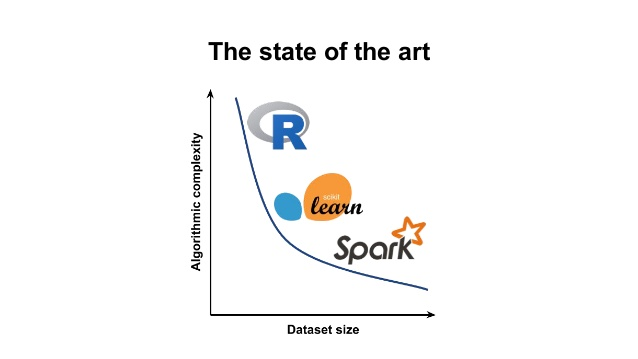 The state of the art
Algorithmic complexity
R
scikit
learn
Spark
Dataset size